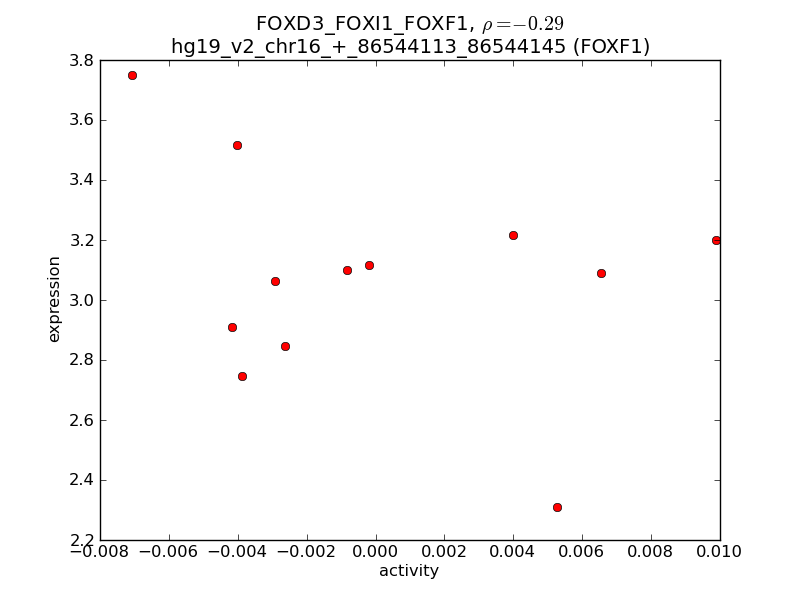 FOXD3_FOXI1_FOXF1, ρ=−0.29
hg19_v2_chr16_+_86544113_86544145 (FOXF1)
3.8
3.6
3.4
3.2
3.0
2.8
2.6
2.4
2.2
expression
−0.008 −0.006 −0.004 −0.002 0.000 0.002 0.004 0.006 0.008 0.010
activity